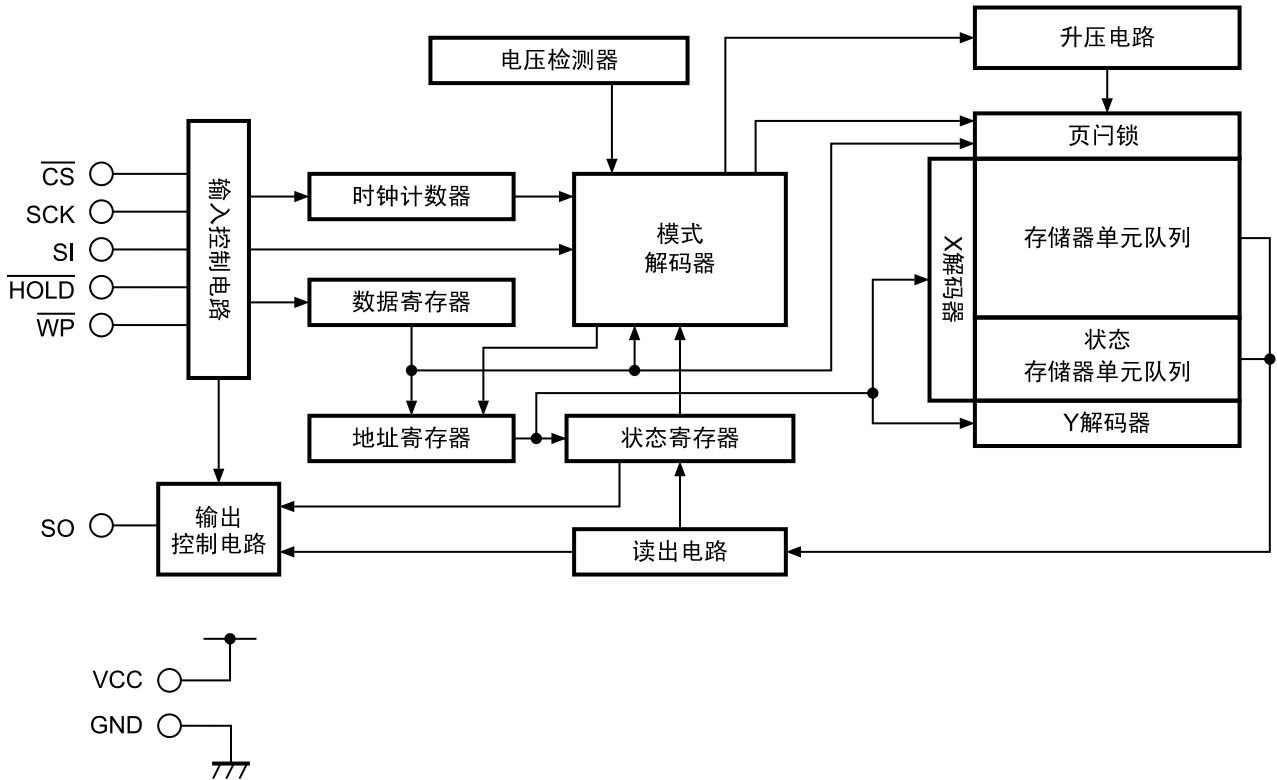 电压检测器
升压电路
页闩锁
CS
SCK
SI
HOLD
WP
输入控制电路
时钟计数器
模式
解码器
数据寄存器
X解码器
存储器单元队列
状态
存储器单元队列
Y解码器
地址寄存器
状态寄存器
SO
输出
控制电路
读出电路
VCC
GND